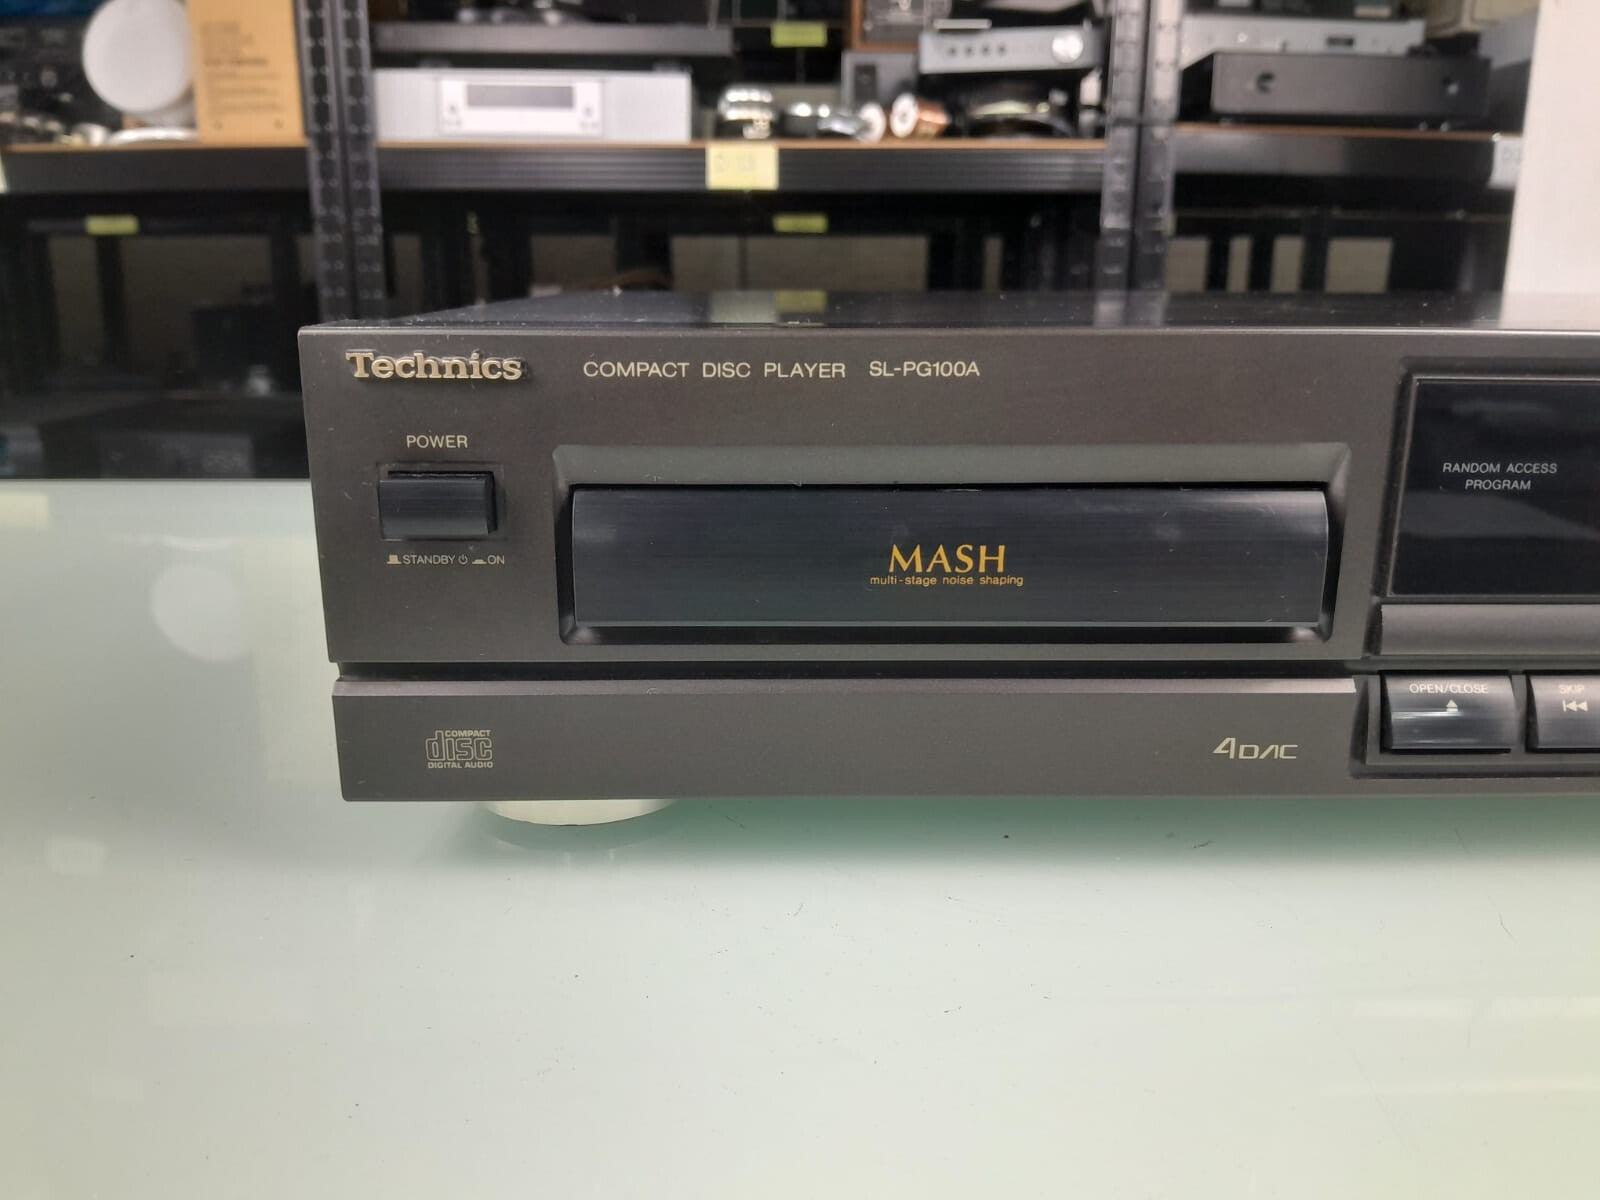 Technics
COMPACT DISC PLAYER SL-PG100A
POWER
STANDBY ON
MASH
multi-stage noise shaping
RANDOM ACCESS
PROGRAM
OPEN/CLOSE
SKIP
COMPACT
disc
DIGITAL AUDIO
4DAC